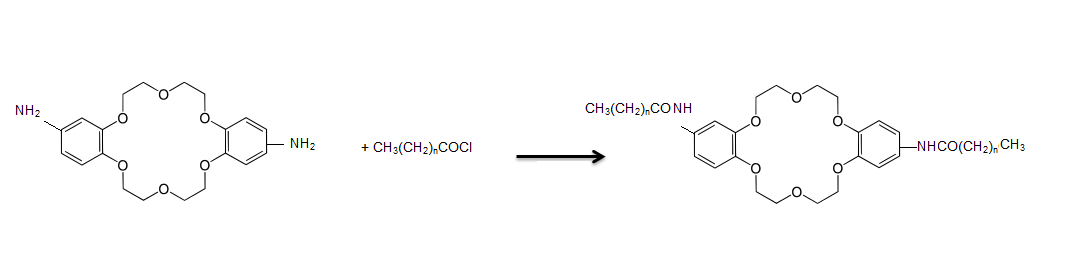 NH₂
O
O
O
O
O
O
NH₂
+ CH₃(CH₂)ₙCOCl
CH₃(CH₂)ₙCONH
O
O
O
O
O
O
NHCO(CH₂)ₙCH₃